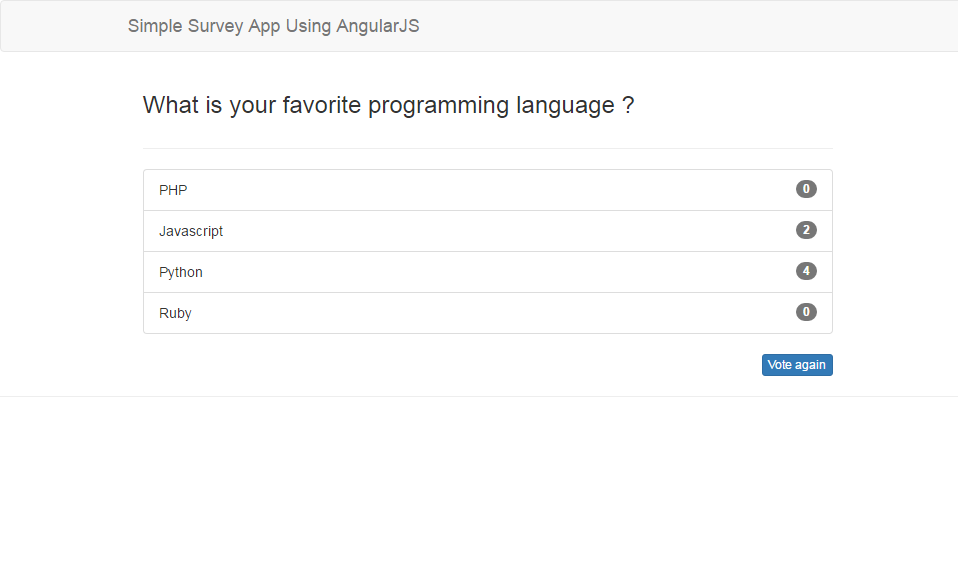 Simple Survey App Using AngularJS
What is your favorite programming language ?
PHP 0
Javascript 2
Python 4
Ruby 0
Vote again